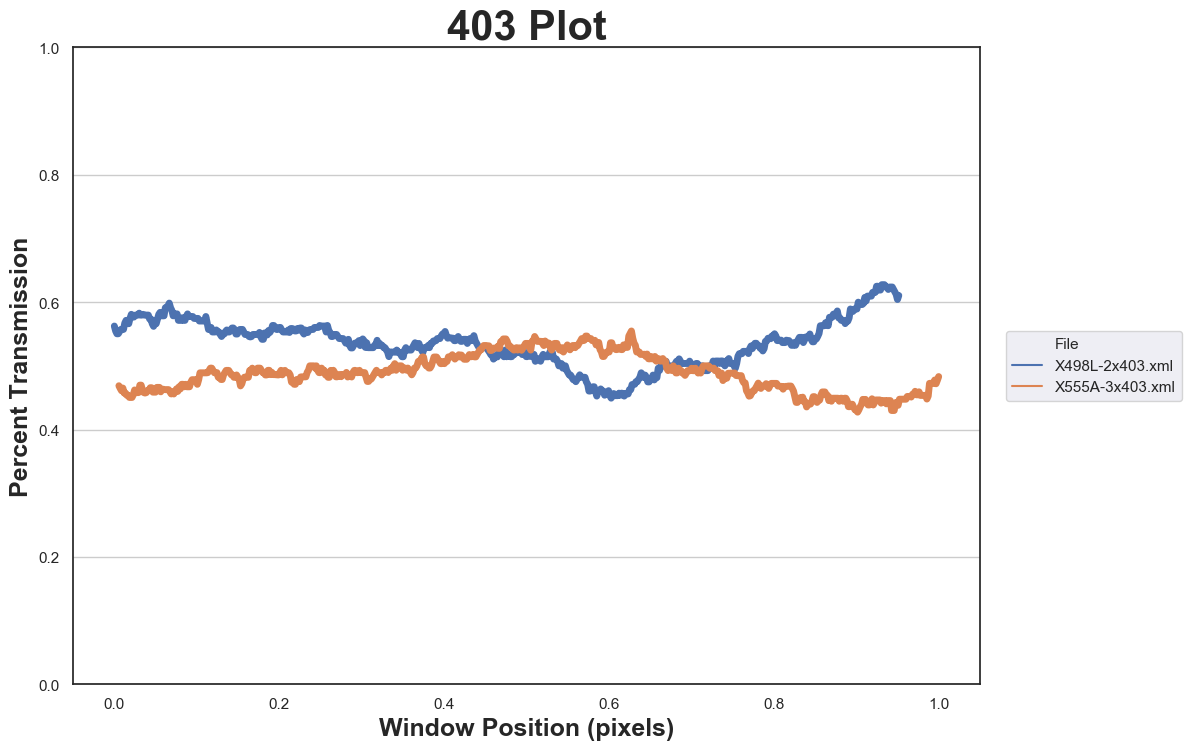 403 Plot
Percent Transmission
1.0
0.8
0.6
0.4
0.2
0.0
0.0 0.2 0.4 0.6 0.8 1.0
Window Position (pixels)
File
X498L-2x403.xml
X555A-3x403.xml